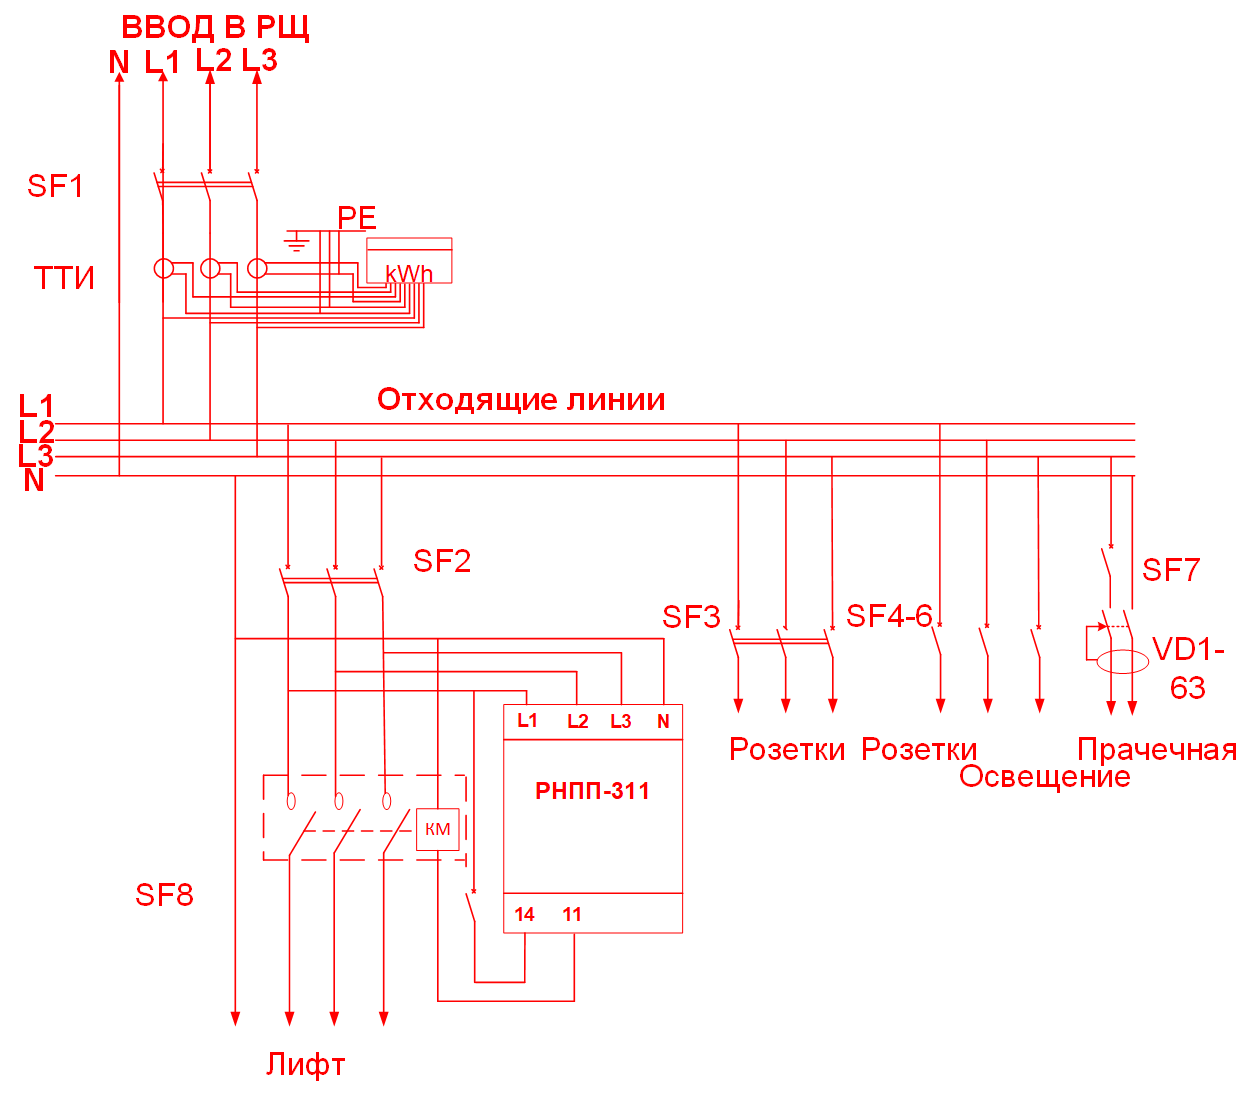 ВВОД В РЩ
N L1 L2 L3
SF1
PE
ТТИ
kWh
Отходящие линии
L1
L2
L3
N
SF2
SF7
SF3
SF4-6
VD1-
63
L1 L2 L3 N
Розетки
Розетки
Прачечная
Освещение
РНПП-311
КМ
SF8
14 11
Лифт